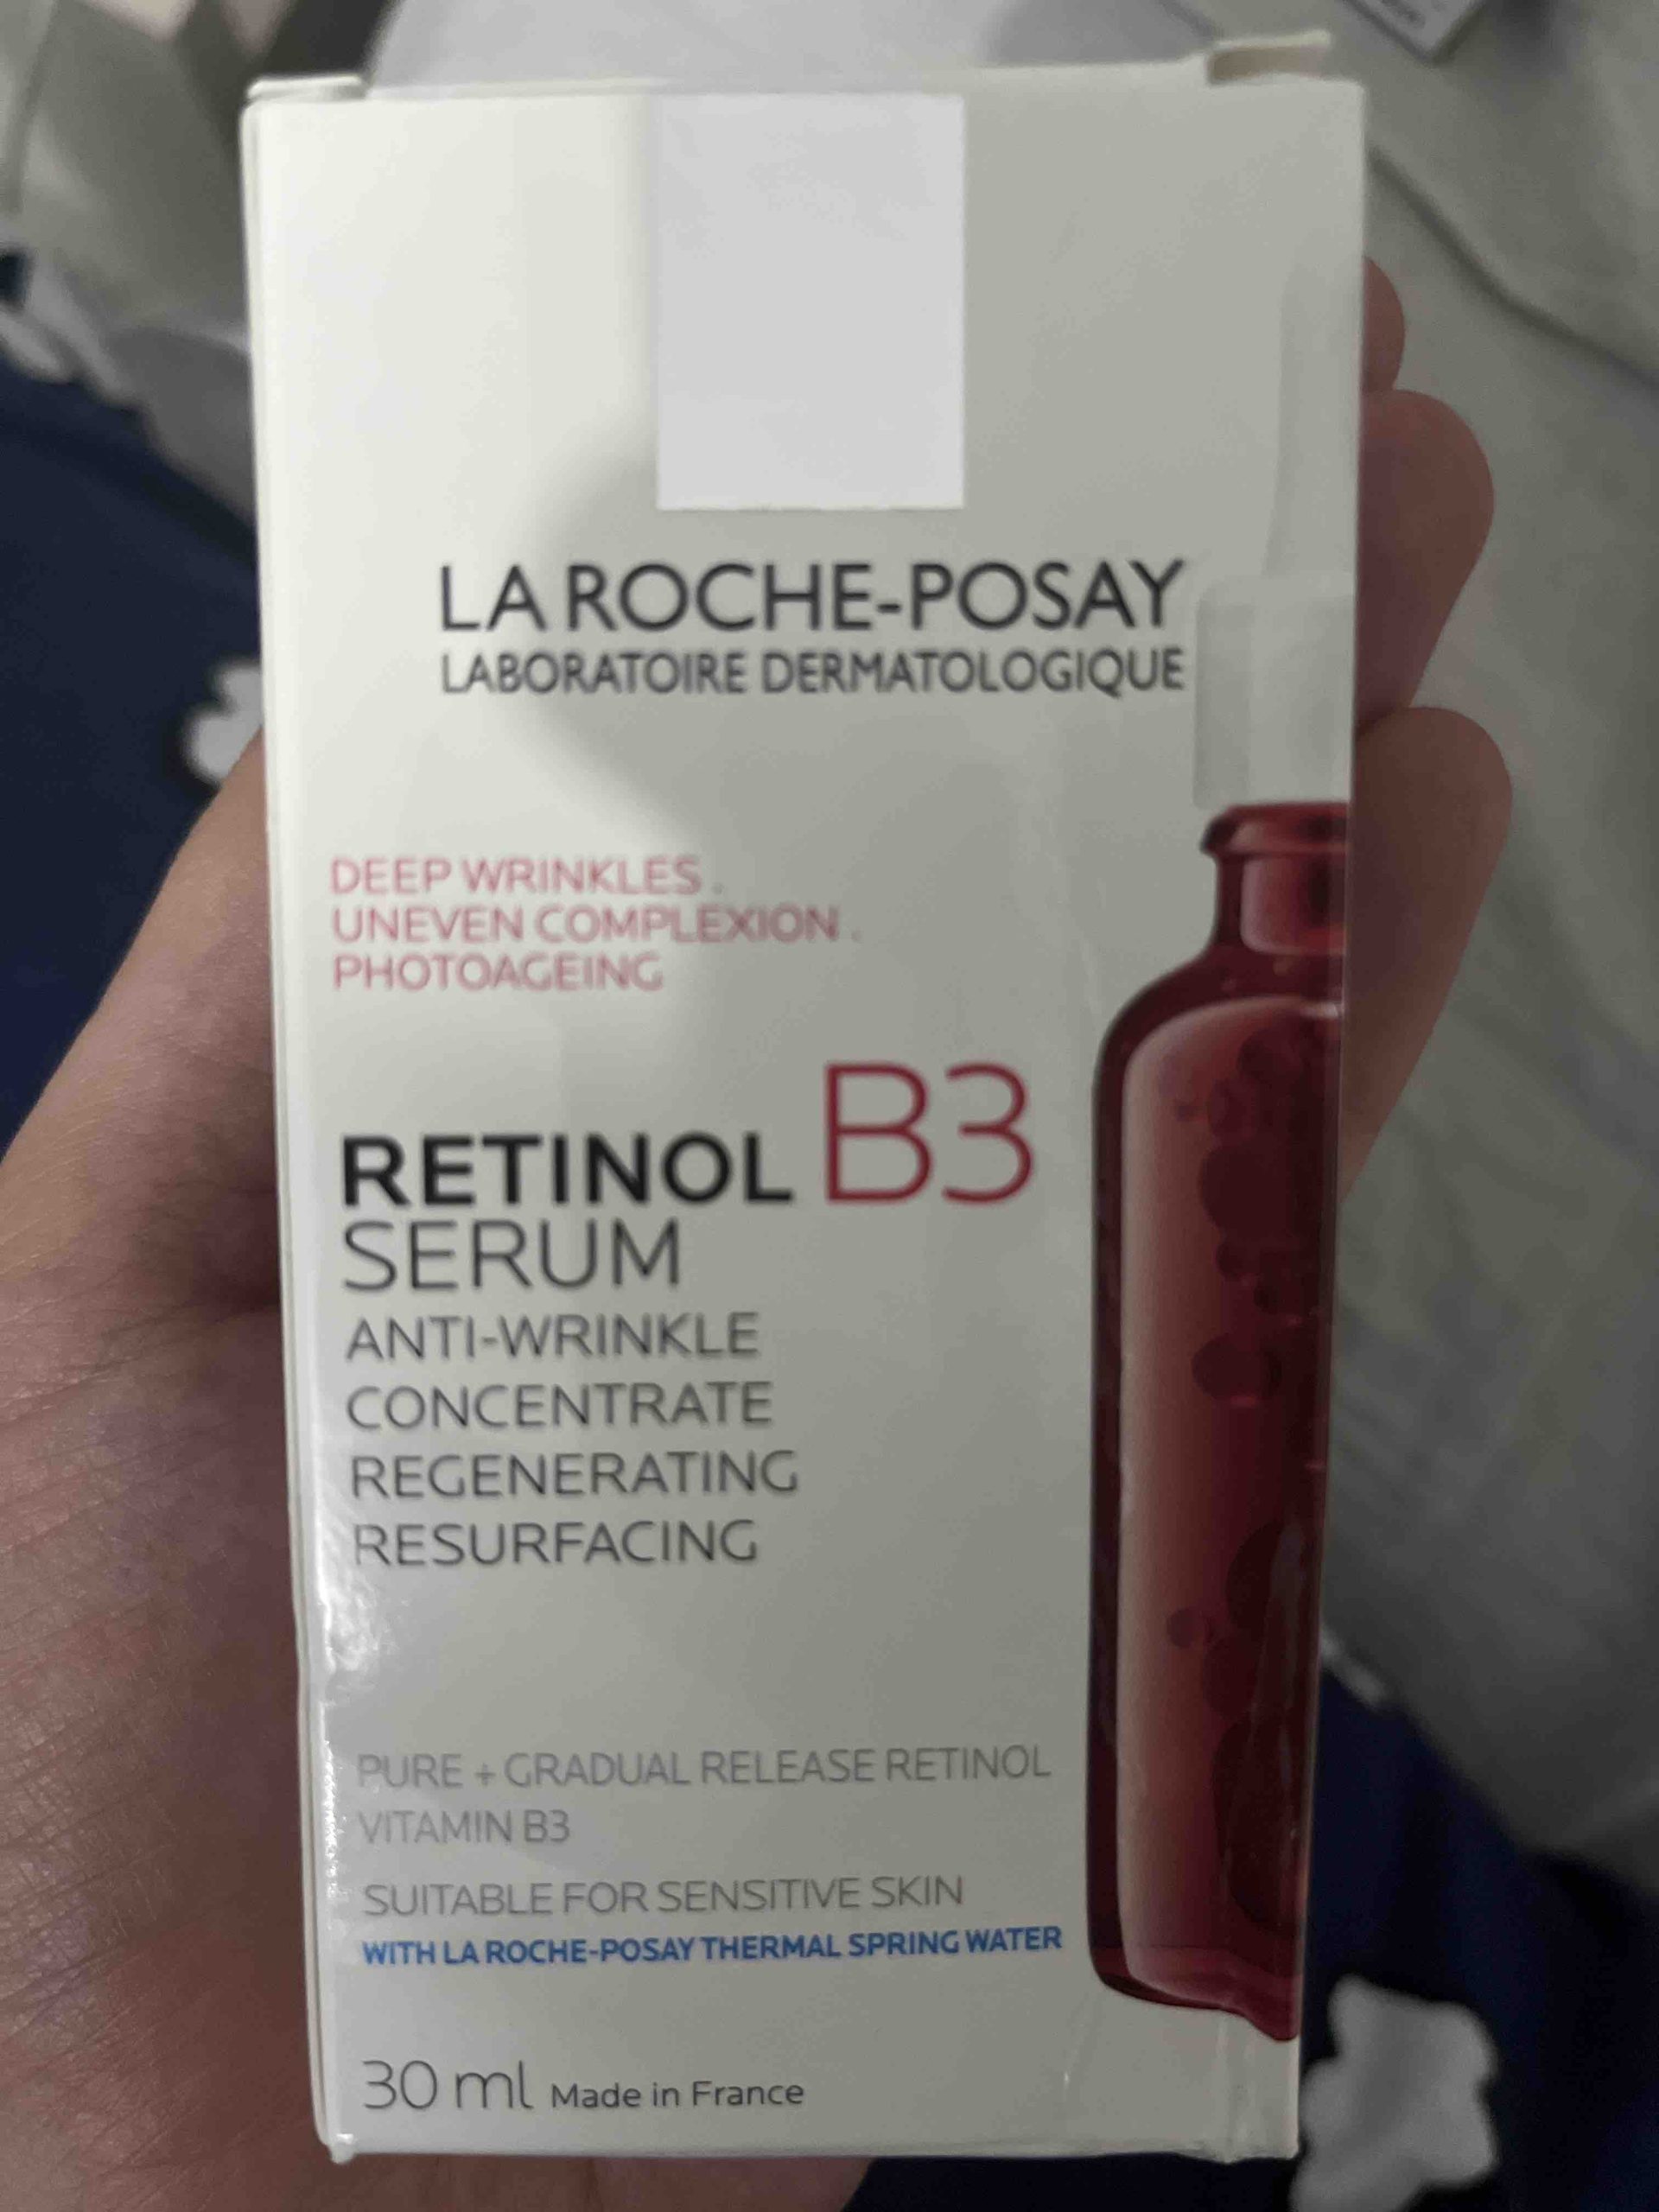 LA ROCHE-POSAY
LABORATOIRE DERMATOLOGIQUE
DEEP WRINKLES.
UNEVEN COMPLEXION.
PHOTOAGEING
RETINOL B3
SERUM
ANTI-WRINKLE
CONCENTRATE
REGENERATING
RESURFACING
PURE + GRADUAL RELEASE RETINOL
VITAMIN B3
SUITABLE FOR SENSITIVE SKIN
WITH LA ROCHE-POSAY THERMAL SPRING WATER
30 ml Made in France